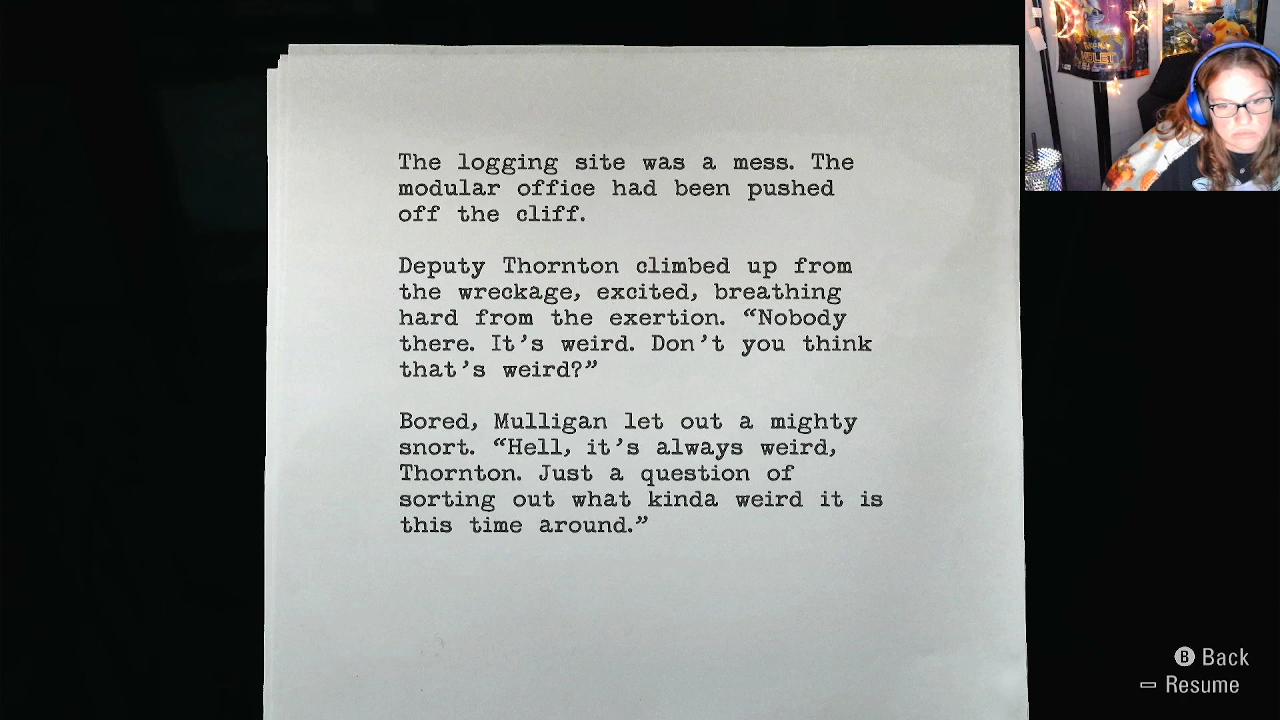 The logging site was a mess. The
modular office had been pushed
off the cliff.
Deputy Thornton climbed up from
the wreckage, excited, breathing
hard from the exertion. “Nobody
there. It’s weird. Don’t you think
that’s weird?”
Bored, Mulligan let out a mighty
snort. “Hell, it’s always weird,
Thornton. Just a question of
sorting out what kinda weird it is
this time around.”
VIOLET
B Back
Resume